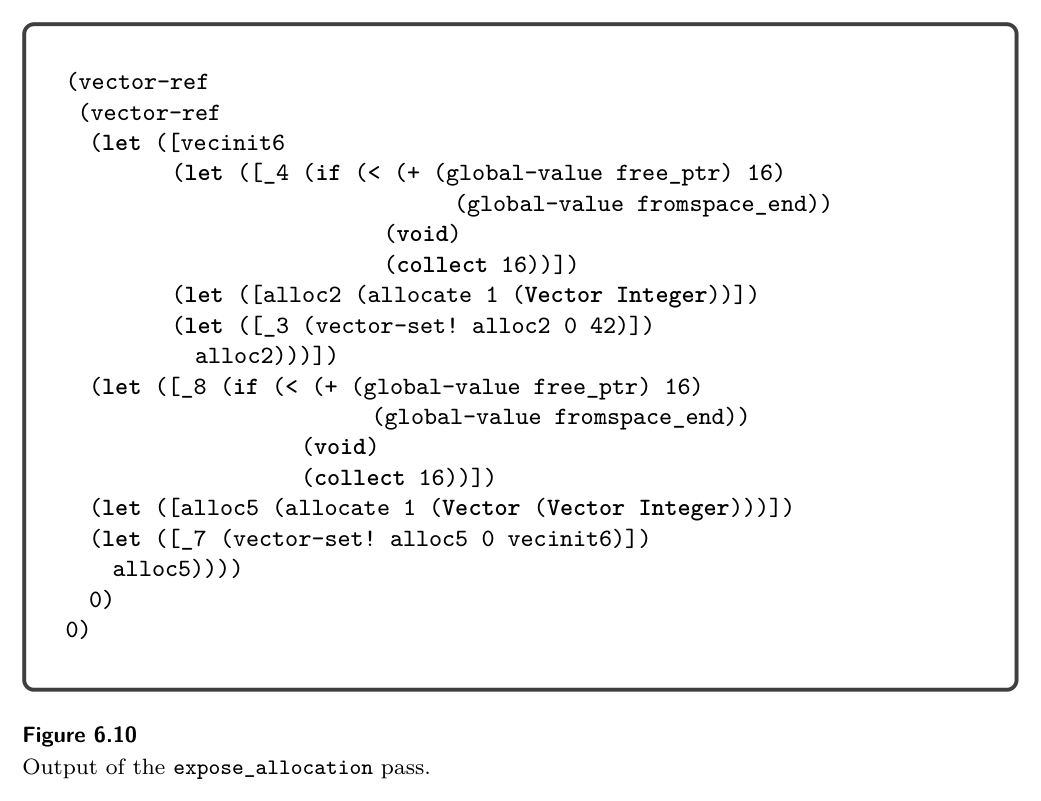 (vector-ref
(vector-ref
(let ([vecinit6
(let ([_4 (if (< (+ (global-value free_ptr) 16)
(global-value fromspace_end))
(void)
(collect 16))])
(let ([alloc2 (allocate 1 (Vector Integer))])
(let ([_3 (vector-set! alloc2 0 42)])
alloc2)))])
(let ([_8 (if (< (+ (global-value free_ptr) 16)
(global-value fromspace_end))
(void)
(collect 16))])
(let ([alloc5 (allocate 1 (Vector (Vector Integer)))])
(let ([_7 (vector-set! alloc5 0 vecinit6)])
alloc5))))
0)
0)
Figure 6.10
Output of the expose_allocation pass.